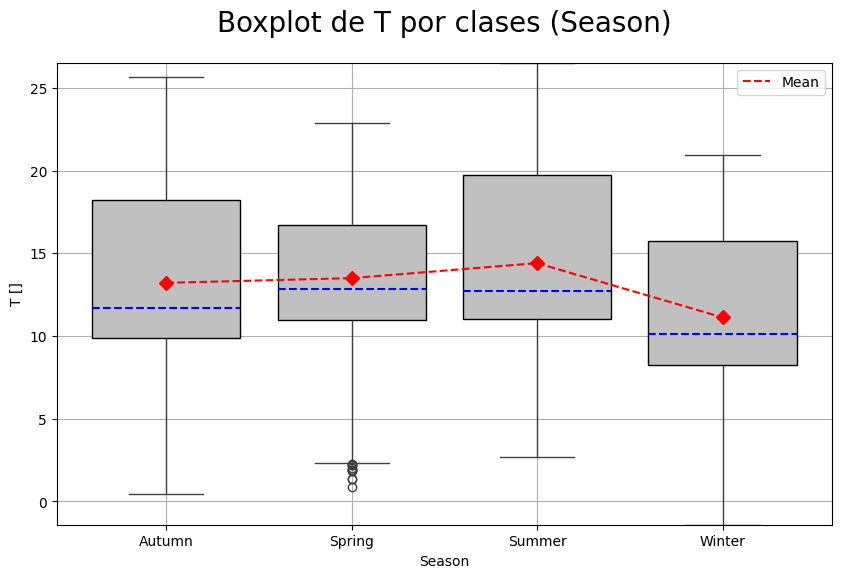 Boxplot de T por clases (Season)
Mean
25
20
15
10
5
0
T []
Autumn Spring Summer Winter
Season